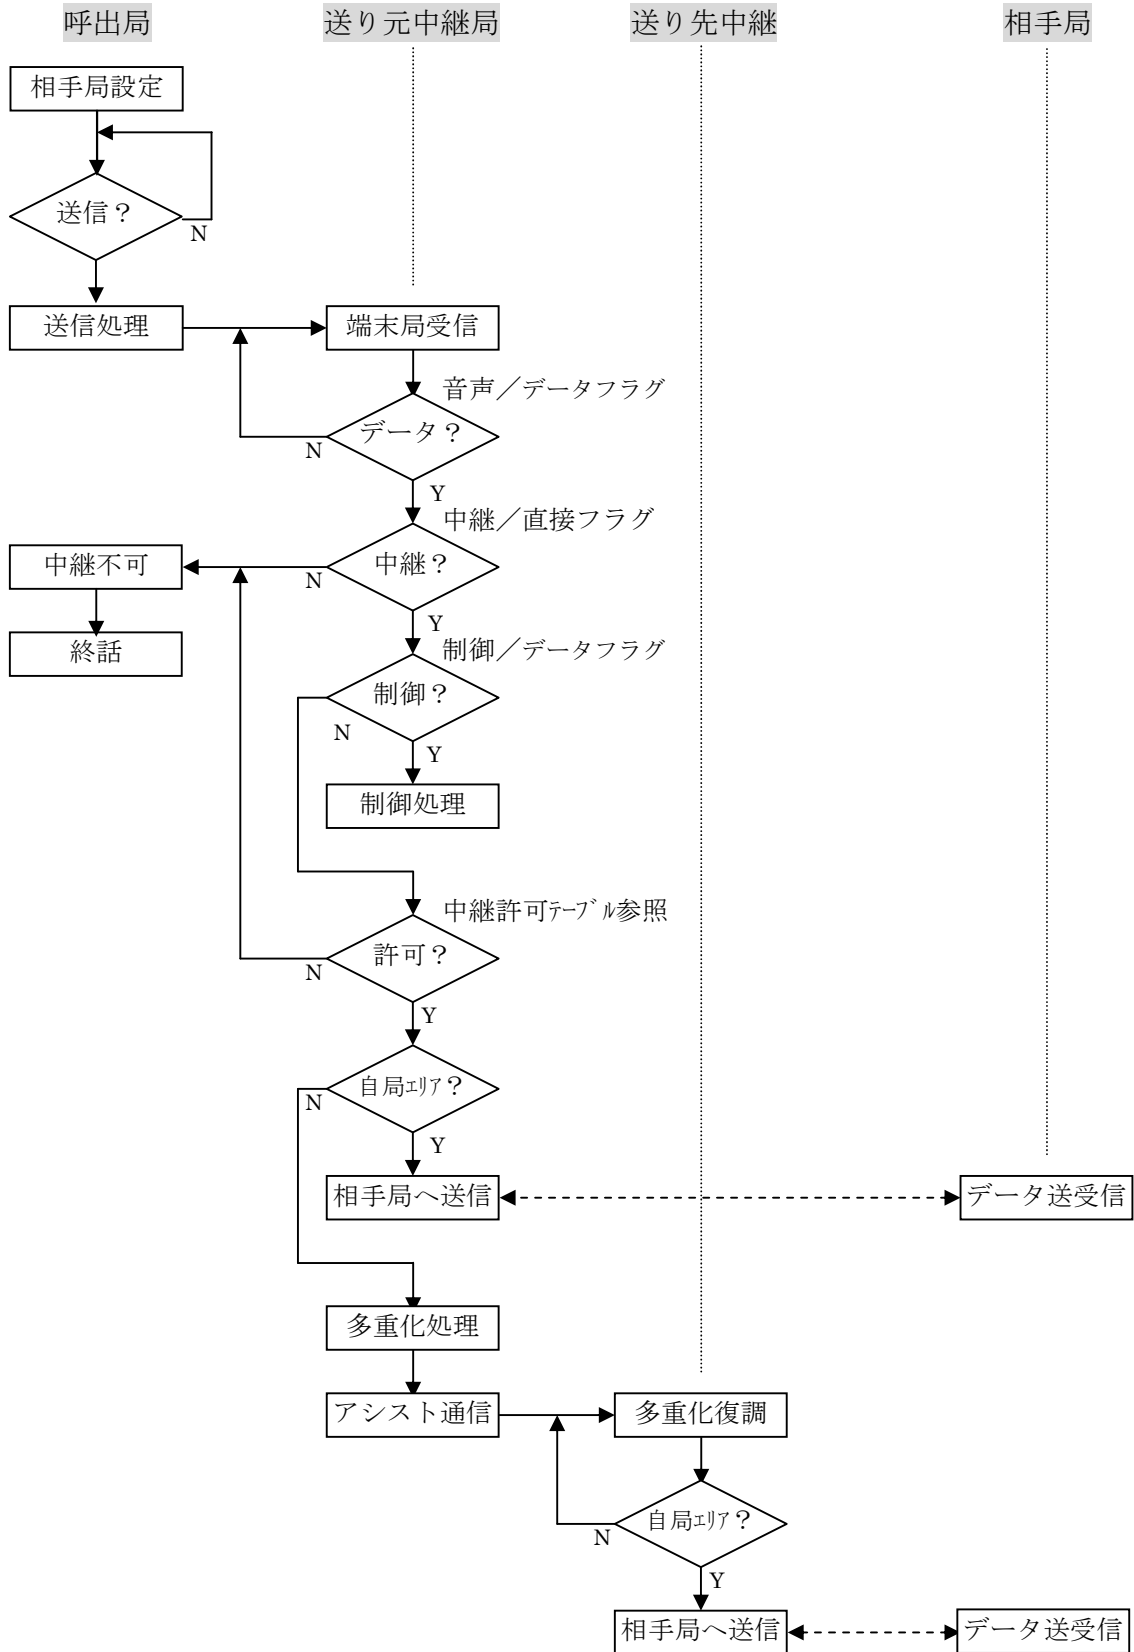 呼出局
送り元中継局
送り先中継
相手局
相手局設定
送信？
N
送信処理
端末局受信
音声／データフラグ
データ？
N
Y
中継／直接フラグ
中継不可
中継？
N
Y
終話
制御／データフラグ
制御？
N
Y
制御処理
中継許可ﾃｰﾌﾞﾙ参照
許可？
N
Y
自局ｴﾘｱ？
N
Y
相手局へ送信
データ送受信
多重化処理
アシスト通信
多重化復調
自局ｴﾘｱ？
N
Y
相手局へ送信
データ送受信